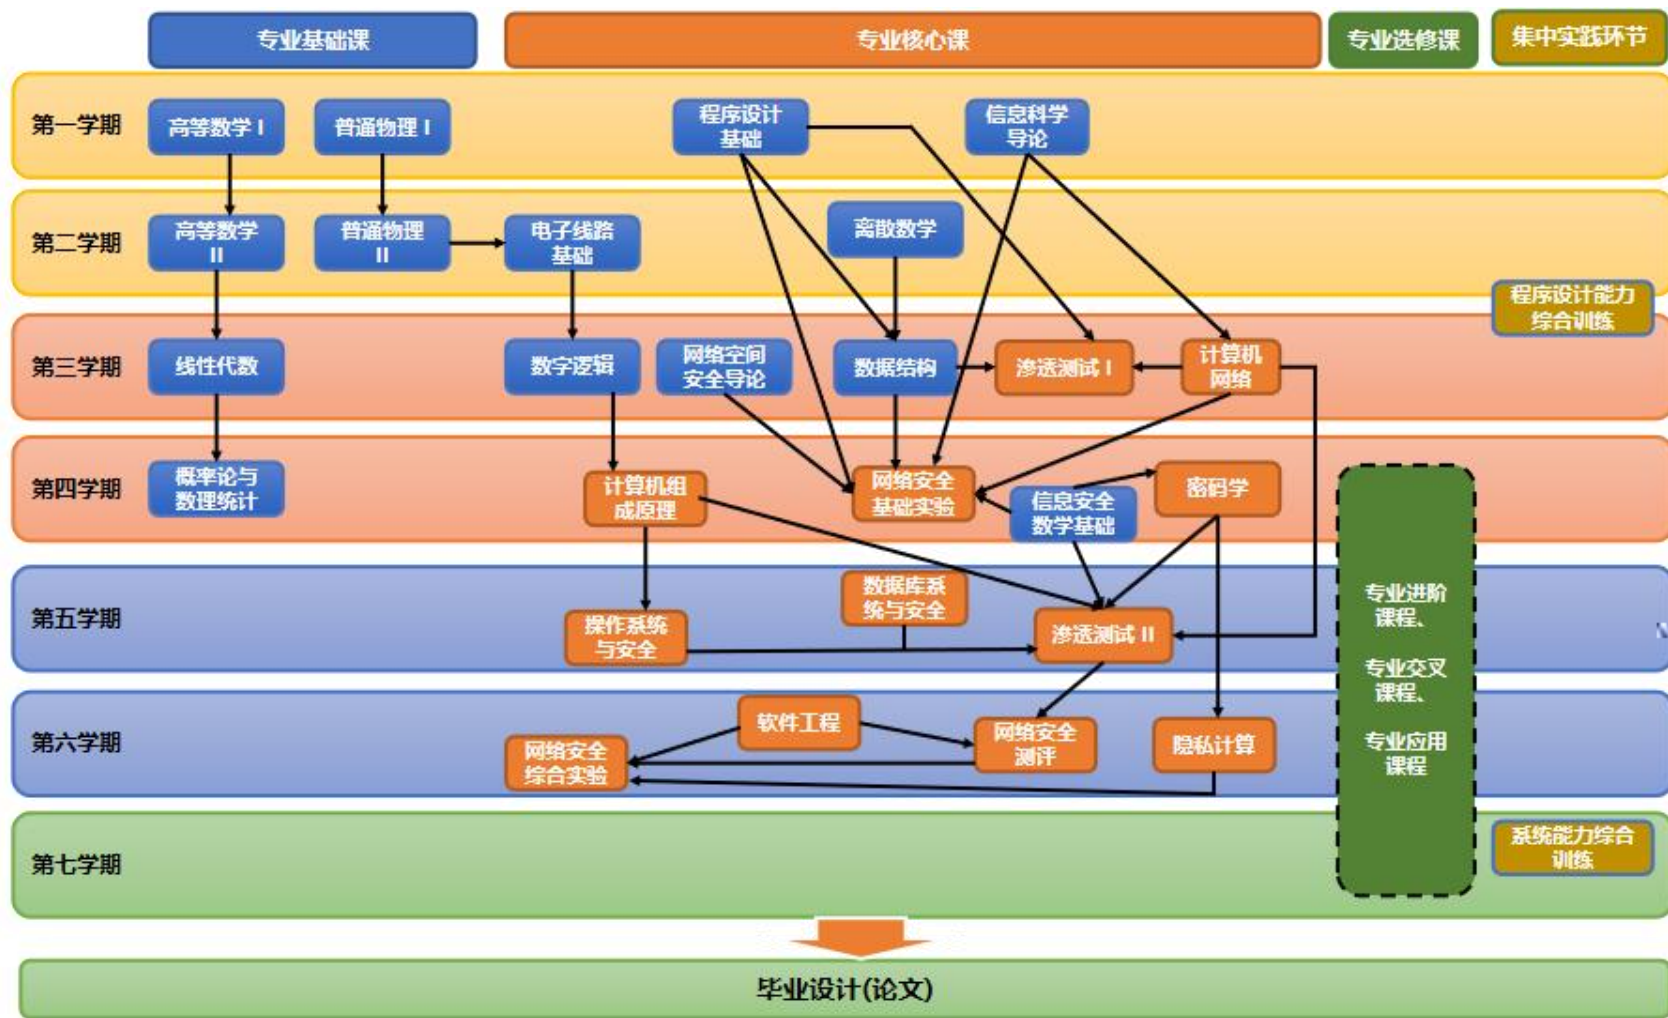 专业基础课
专业核心课
专业选修课
集中实践环节
第一学期
高等数学 I
普通物理 I
程序设计
基础
信息科学
导论
第二学期
高等数学
II
普通物理
II
电子线路
基础
离散数学
程序设计能力
综合训练
第三学期
线性代数
数字逻辑
网络空间
安全导论
数据结构
渗透测试 I
计算机
网络
第四学期
概率论与
数理统计
计算机组
成原理
网络安全
基础实验
信息安全
数学基础
密码学
第五学期
操作系统
与安全
数据库系
统与安全
渗透测试 II
专业进阶
课程、
专业交叉
课程、
专业应用
课程
第六学期
网络安全
综合实验
软件工程
网络安全
测评
隐私计算
第七学期
系统能力综合
训练
毕业设计(论文)